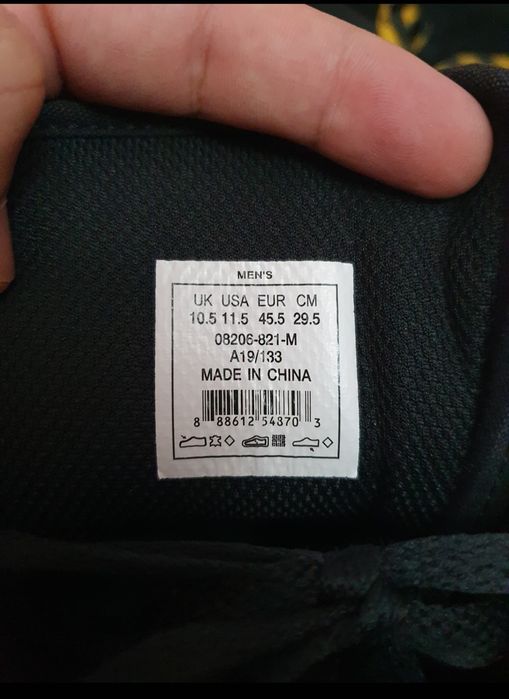 MEN'S
UK USA EUR CM
10.5 11.5 45.5 29.5
08206-821-M
A19/133
MADE IN CHINA
8 88612 54370 3